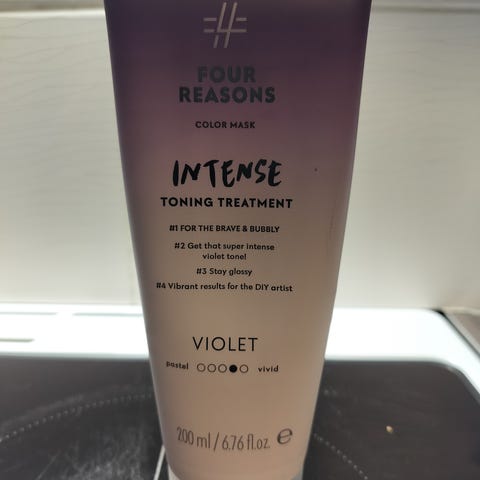 FOUR
REASONS
COLOR MASK
INTENSE
TONING TREATMENT
#1 FOR THE BRAVE & BUBBLY
#2 Get that super intense
violet tone!
#3 Stay glossy
#4 Vibrant results for the DIY artist
VIOLET
pastel ○○○●○ vivid
200 ml / 6.76 fl.oz. ℮